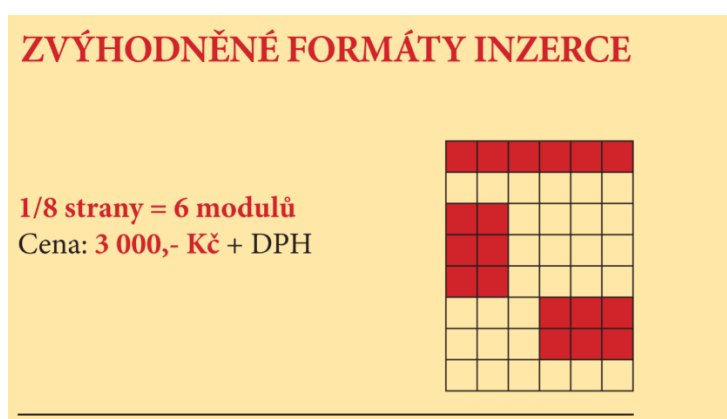 ZVÝHODNĚNÉ FORMÁTY INZERCE
1/8 strany = 6 modulů
Cena: 3 000,- Kč + DPH